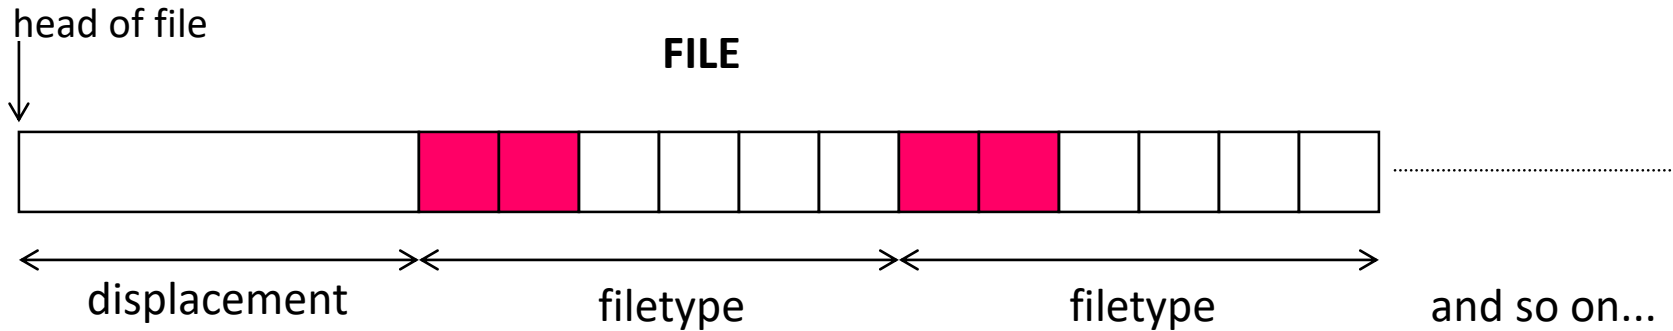 head of file
FILE
displacement
filetype
filetype
and so on...